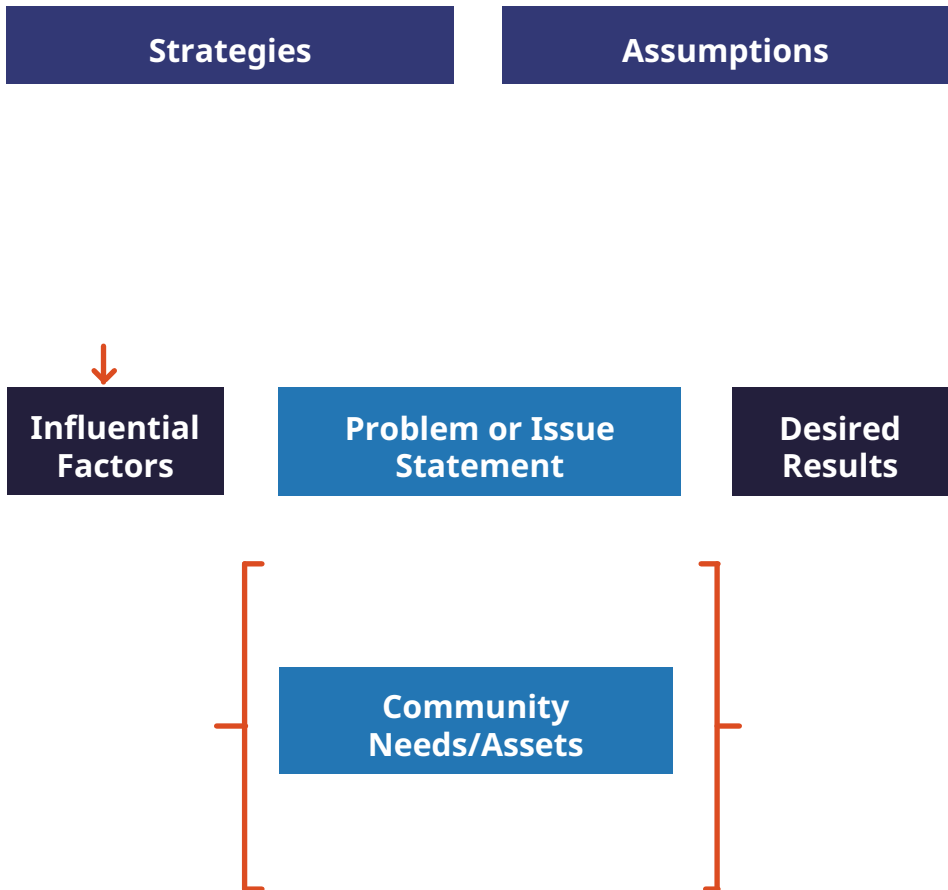 Strategies
Assumptions
Influential
Factors
Problem or Issue
Statement
Desired
Results
Community
Needs/Assets